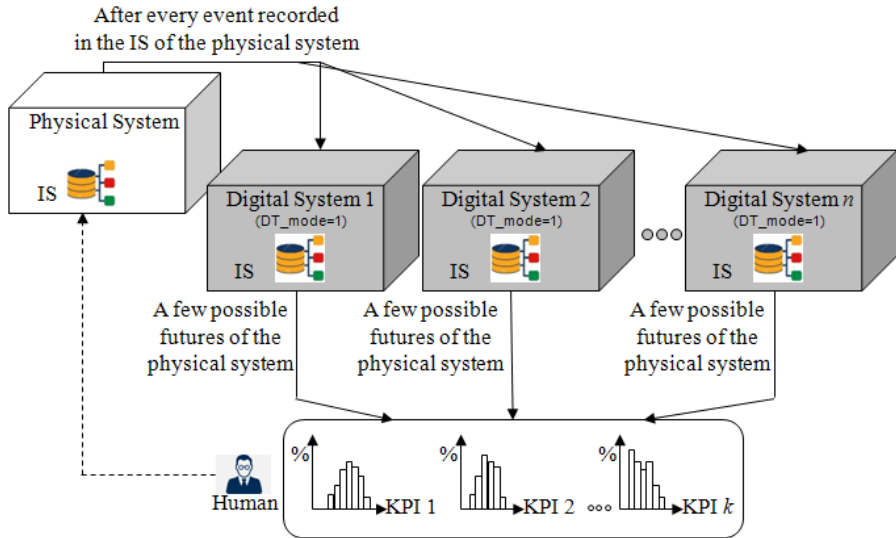 After every event recorded
in the IS of the physical system
Physical System
IS
Digital System 1
(DT_mode=1)
IS
Digital System 2
(DT_mode=1)
IS
Digital System n
(DT_mode=1)
IS
A few possible
futures of the
physical system
A few possible
futures of the
physical system
A few possible
futures of the
physical system
Human
%
KPI 1
%
KPI 2
%
KPI k